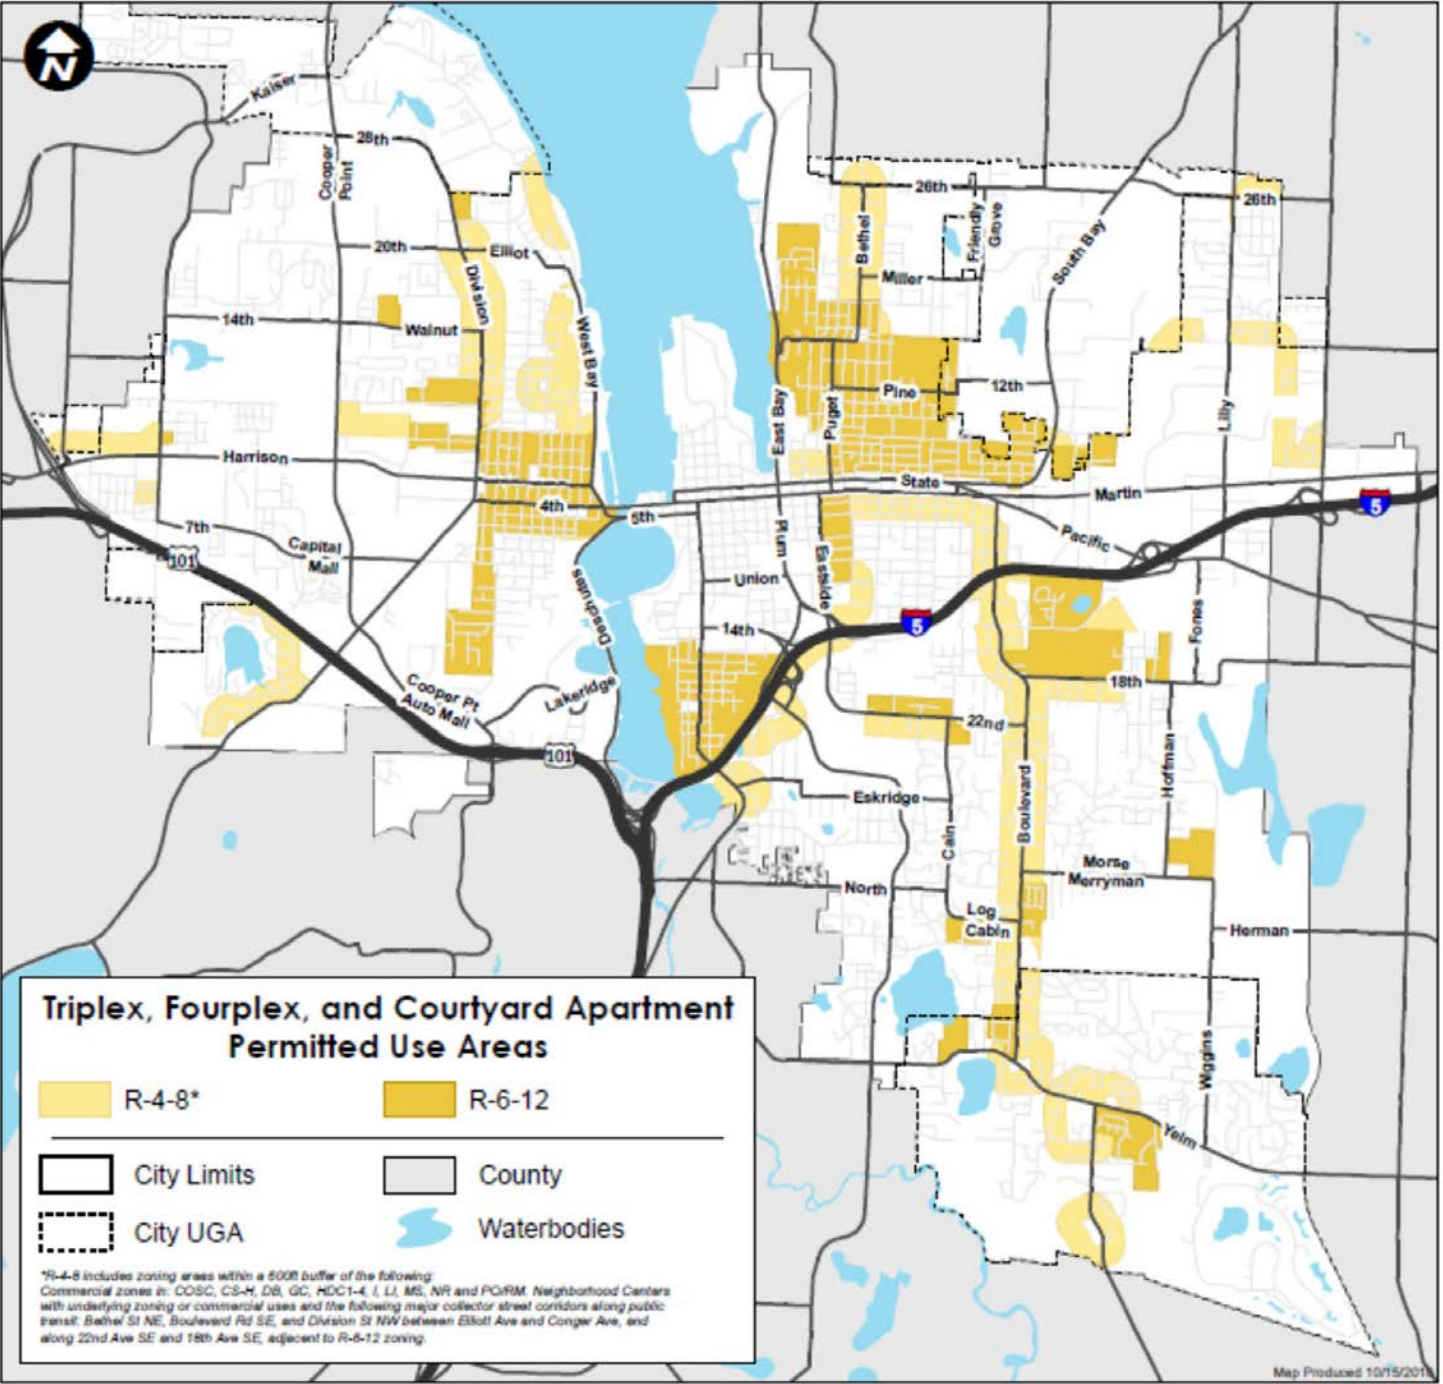 N
Kaiser
28th
Cooper
Point
20th
Elliot
Division
14th
Walnut
West Bay
Harrison
4th
5th
7th
Capital
Mall
101
Deschutes
Cooper Pt
Auto Mall
Lakeridge
101
26th
Bethel
Friendly
Grove
26th
South Bay
Miller
Pine
12th
East Bay
Puget
Lilly
State
Martin
5
Pacific
Plum
Eastside
Union
14th
5
Fones
18th
22nd
Hoffman
Boulevard
Eskridge
Cain
Morse
Merryman
North
Log
Cabin
Herman
Wiggins
Yelm
Triplex, Fourplex, and Courtyard Apartment
Permitted Use Areas
R-4-8*
R-6-12
City Limits
County
City UGA
Waterbodies
*R-4-8 includes zoning areas within a 600ft buffer of the following:
Commercial zones in: COSC, CS-H, DB, GC, HDC1-4, I, LI, MS, NR and PO/RM. Neighborhood Centers
with underlying zoning or commercial uses and the following major collector street corridors along public
transit: Bethel St NE, Boulevard Rd SE, and Division St NW between Elliott Ave and Conger Ave, and
along 22nd Ave SE and 18th Ave SE, adjacent to R-6-12 zoning.
Map Produced 10/15/201